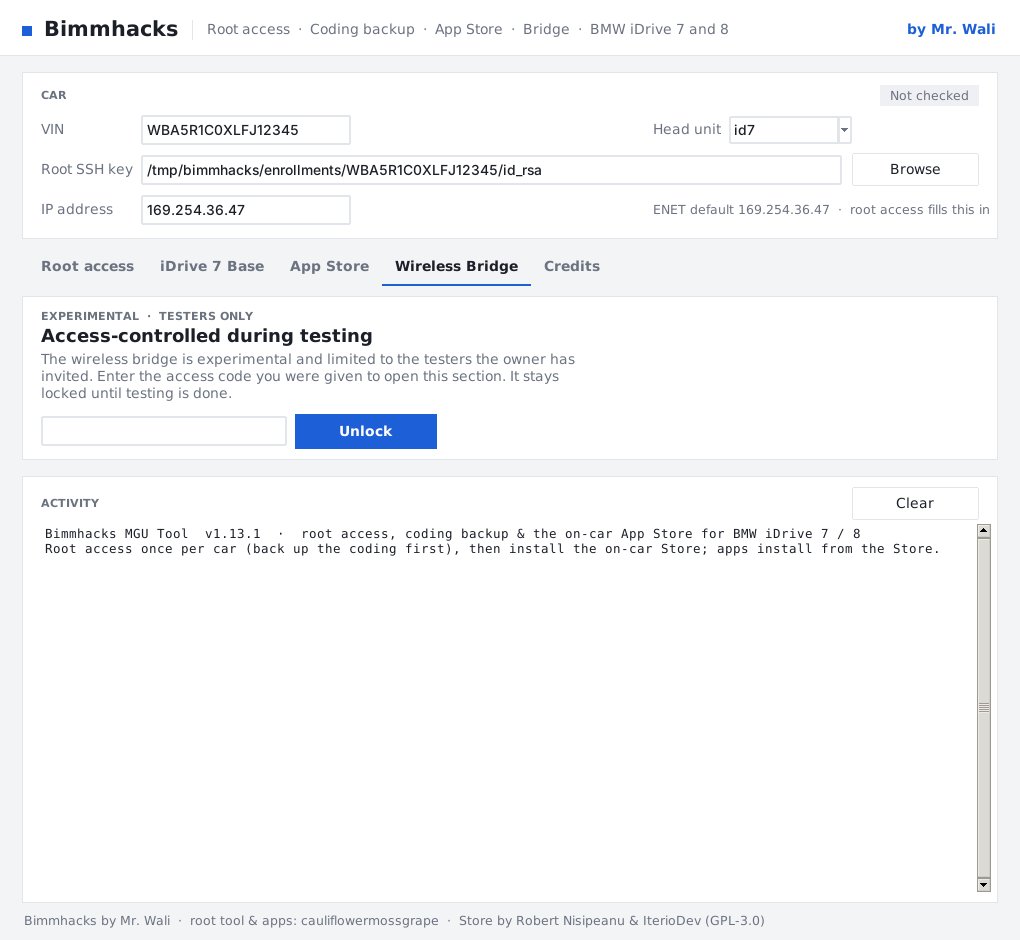 Bimmhacks
Root access · Coding backup · App Store · Bridge · BMW iDrive 7 and 8
by Mr. Wali
CAR
Not checked
VIN
WBA5R1C0XLFJ12345
Head unit
id7
Root SSH key
/tmp/bimmhacks/enrollments/WBA5R1C0XLFJ12345/id_rsa
Browse
IP address
169.254.36.47
ENET default 169.254.36.47 · root access fills this in
Root access
iDrive 7 Base
App Store
Wireless Bridge
Credits
EXPERIMENTAL · TESTERS ONLY
Access-controlled during testing
The wireless bridge is experimental and limited to the testers the owner has
invited. Enter the access code you were given to open this section. It stays
locked until testing is done.
Unlock
ACTIVITY
Clear
Bimmhacks MGU Tool v1.13.1 · root access, coding backup & the on-car App Store for BMW iDrive 7 / 8
Root access once per car (back up the coding first), then install the on-car Store; apps install from the Store.
Bimmhacks by Mr. Wali · root tool & apps: cauliflowermossgrape · Store by Robert Nisipeanu & IterioDev (GPL-3.0)